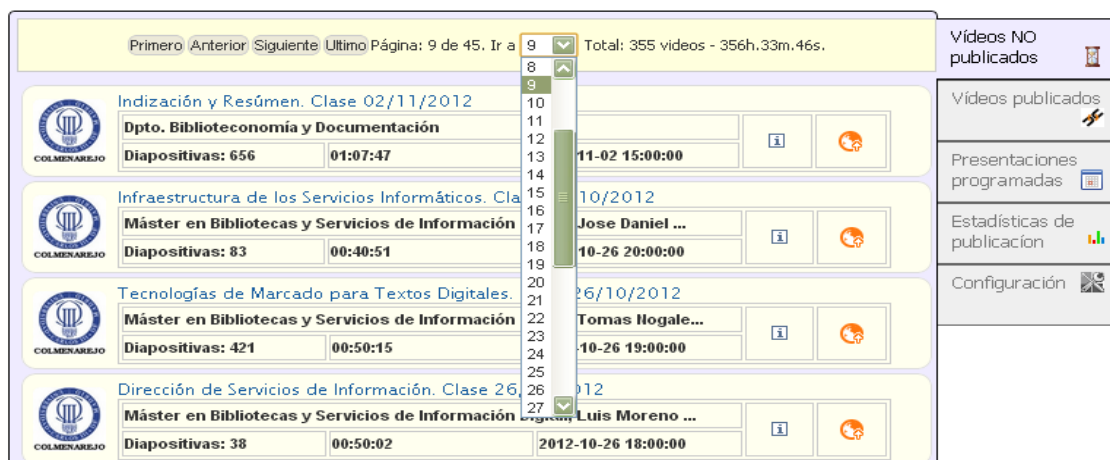 Primero Anterior Siguiente Ultimo Página: 9 de 45. Ir a 9 Total: 355 videos - 356h.33m.46s.
8
9
10
11
12
13
14
15
16
17
18
19
20
21
22
23
24
25
26
27
COLMENAREJO
Indización y Resúmen. Clase 02/11/2012
Dpto. Biblioteconomía y Documentación
Diapositivas: 656 01:07:47 11-02 15:00:00
COLMENAREJO
Infraestructura de los Servicios Informáticos. Cla 10/2012
Máster en Bibliotecas y Servicios de Información Jose Daniel ...
Diapositivas: 83 00:40:51 10-26 20:00:00
COLMENAREJO
Tecnologías de Marcado para Textos Digitales. 26/10/2012
Máster en Bibliotecas y Servicios de Información Tomas Nogale...
Diapositivas: 421 00:50:15 -10-26 19:00:00
COLMENAREJO
Dirección de Servicios de Información. Clase 26 12
Máster en Bibliotecas y Servicios de Información Luis Moreno ...
Diapositivas: 38 00:50:02 2012-10-26 18:00:00
Vídeos NO
publicados
Vídeos publicados
Presentaciones
programadas
Estadísticas de
publicacíon
Configuración